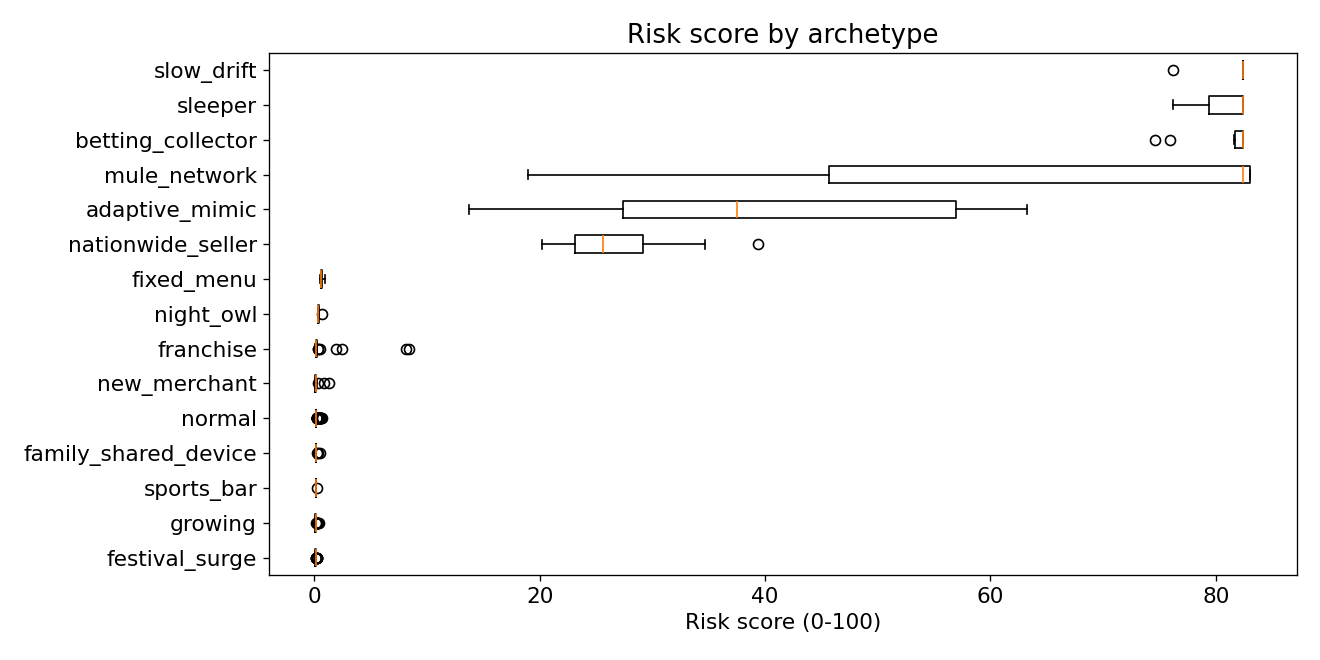 Risk score by archetype
slow_drift
sleeper
betting_collector
mule_network
adaptive_mimic
nationwide_seller
fixed_menu
night_owl
franchise
new_merchant
normal
family_shared_device
sports_bar
growing
festival_surge
0 20 40 60 80
Risk score (0-100)